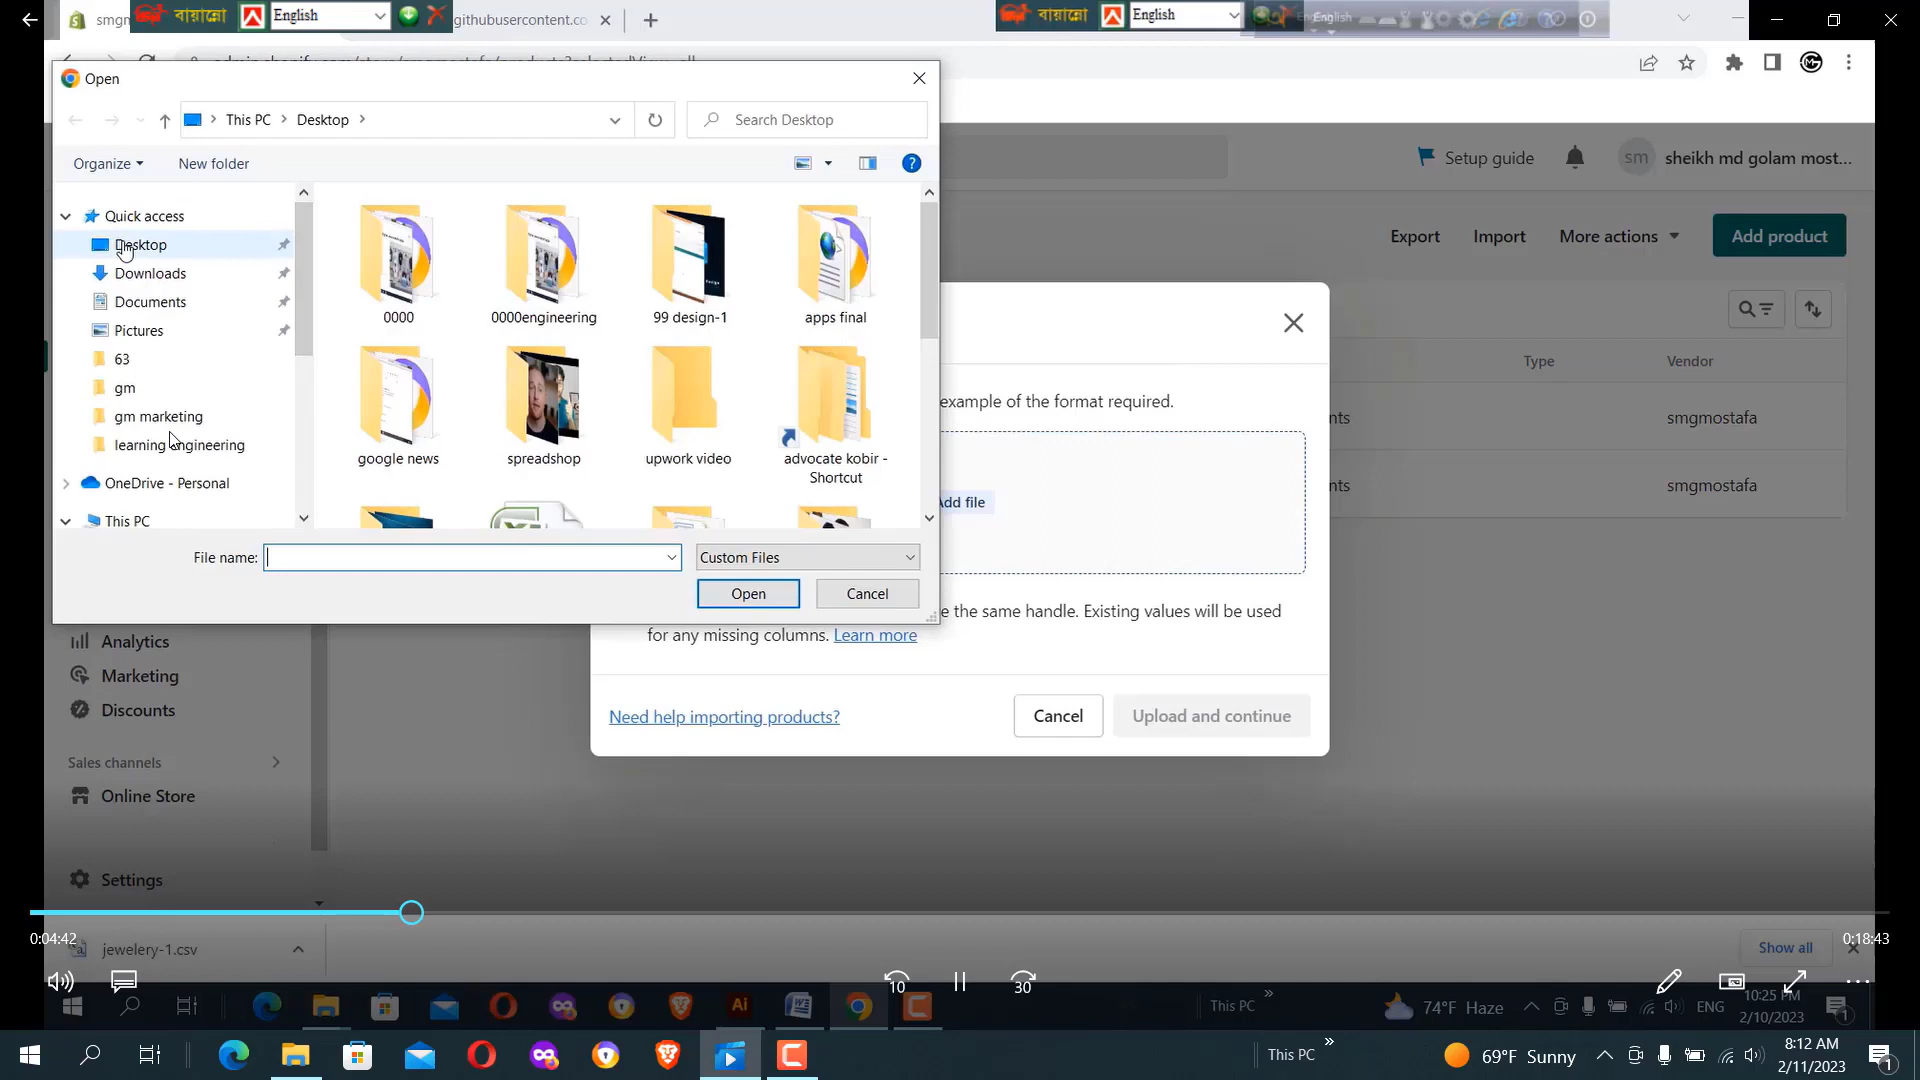 smgm
বায়ান্নো
English
githubusercontent.co
বায়ান্নো
English
English
Open
This PC
Desktop
Search Desktop
Organize
New folder
Setup guide
sm
sheikh md golam most...
Quick access
Desktop
Downloads
Documents
Pictures
63
gm
gm marketing
learning engineering
OneDrive - Personal
This PC
0000
0000engineering
99 design-1
apps final
google news
spreadshop
upwork video
advocate kobir -
Shortcut
File name:
Custom Files
Open
Cancel
Export
Import
More actions
Add product
Type
Vendor
example of the format required.
nts
smgmostafa
Add file
nts
smgmostafa
e the same handle. Existing values will be used
for any missing columns. Learn more
Need help importing products?
Cancel
Upload and continue
Analytics
Marketing
Discounts
Sales channels
Online Store
Settings
0:04:42
0:18:43
jewelery-1.csv
Show all
10
30
Ai
This PC
74°F Haze
ENG
10:25 PM
2/10/2023
1
This PC
69°F Sunny
8:12 AM
2/11/2023
1